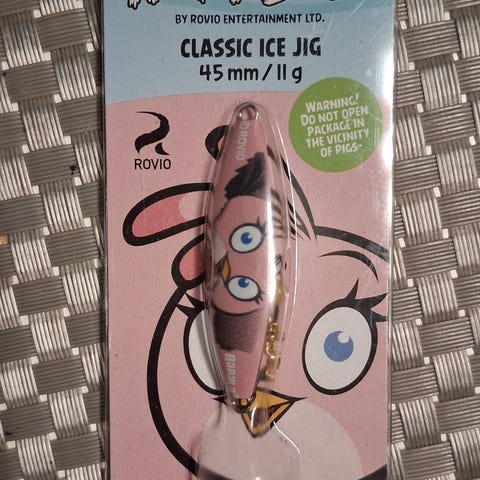 BY ROVIO ENTERTAINMENT LTD.
CLASSIC ICE JIG
45 mm/11 g
WARNING!
DO NOT OPEN
PACKAGE IN
THE VICINITY
OF PIGS-
ROVIO
©ROVIO